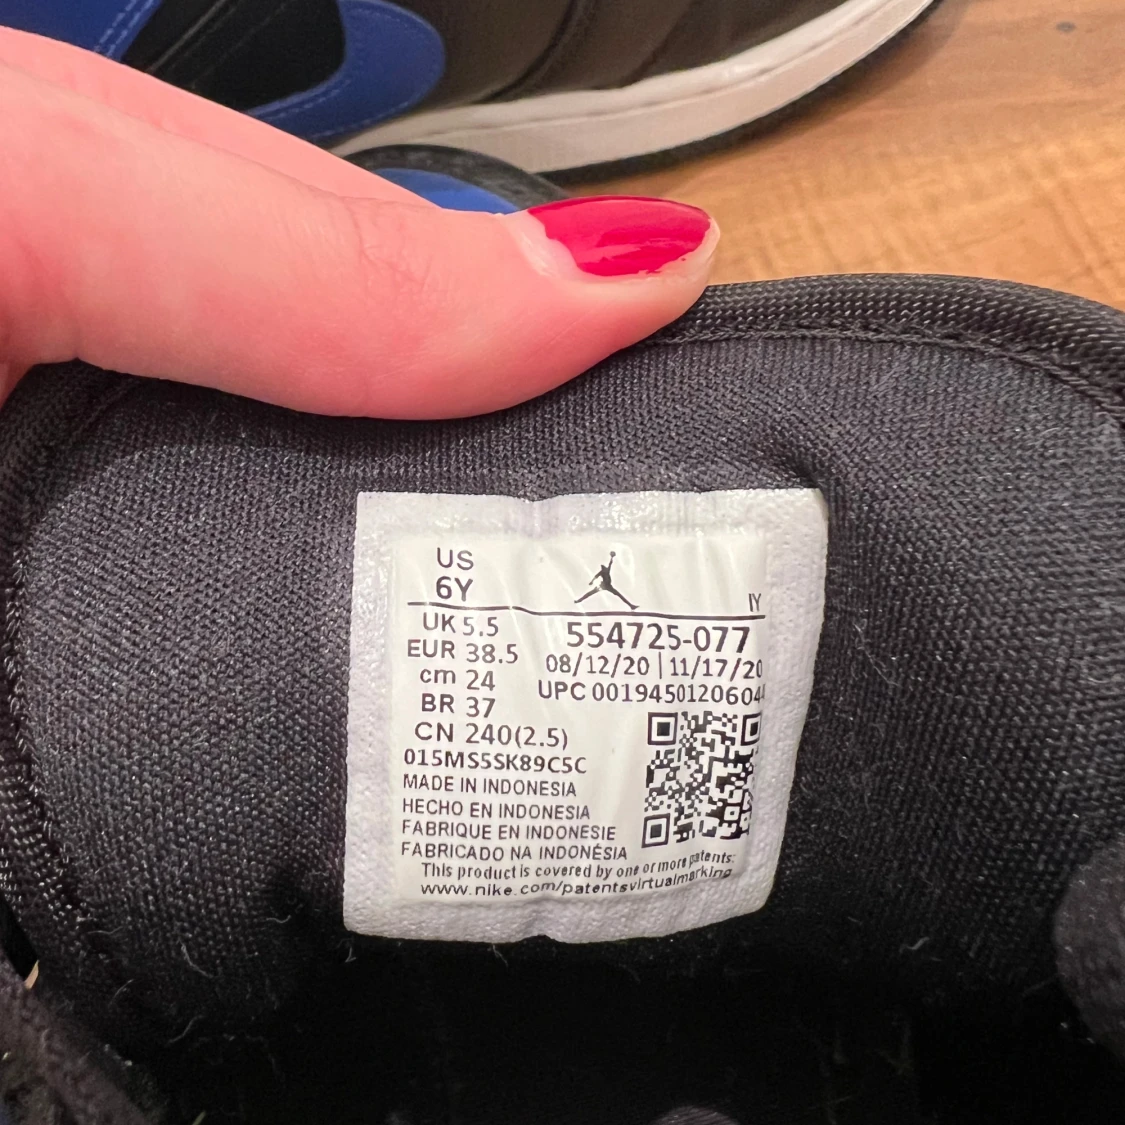 US
6Y
IY
UK 5.5
554725-077
EUR 38.5
08/12/20 | 11/17/20
cm 24
UPC 00194501206044
BR 37
CN 240(2.5)
015MS5SK89C5C
MADE IN INDONESIA
HECHO EN INDONESIA
FABRIQUE EN INDONESIE
FABRICADO NA INDONÉSIA
This product is covered by one or more patents:
www.nike.com/patentsvirtualmarking